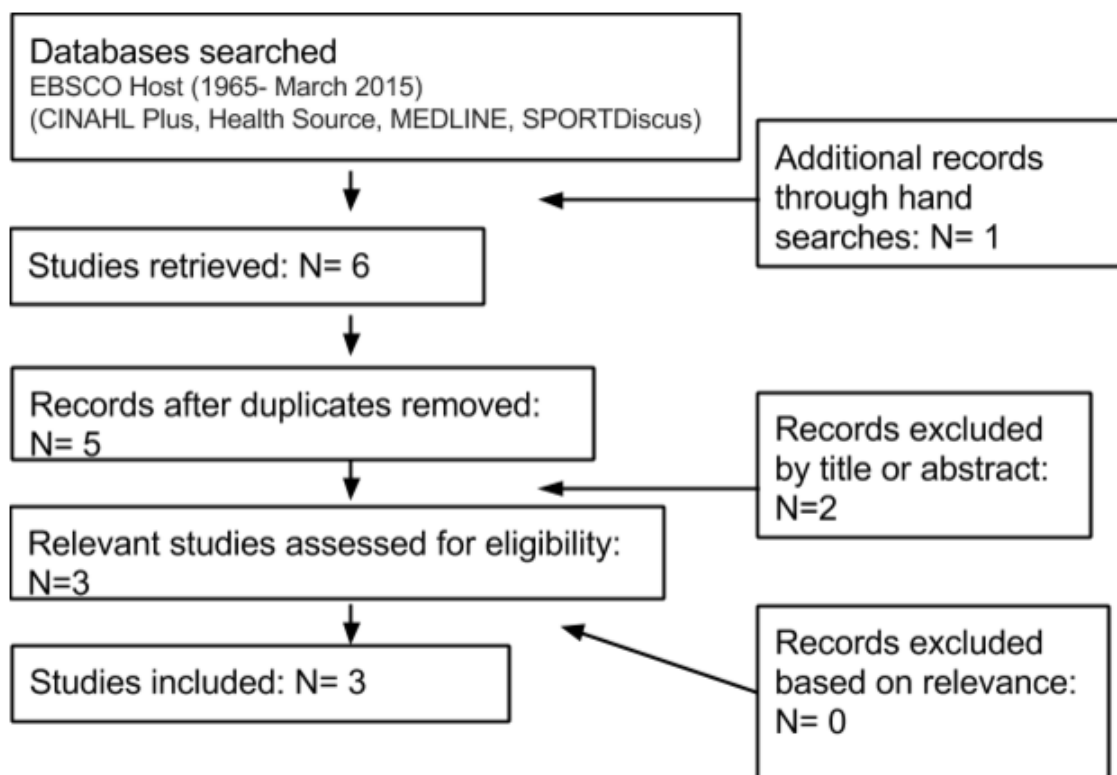 Databases searched
EBSCO Host (1965- March 2015)
(CINAHL Plus, Health Source, MEDLINE, SPORTDiscus)
Additional records
through hand
searches: N= 1
Studies retrieved: N= 6
Records after duplicates removed:
N= 5
Records excluded
by title or abstract:
N=2
Relevant studies assessed for eligibility:
N=3
Records excluded
based on relevance:
N= 0
Studies included: N= 3